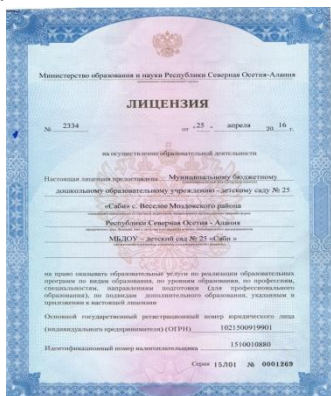 Министерство образования и науки Республики Северная Осетия-Алания
ЛИЦЕНЗИЯ
№ 2334 от «25 » апреля 20 16 г.
на осуществление образовательной деятельности
Настоящая лицензия предоставлена Муниципальному бюджетному
дошкольному образовательному учреждению –детскому саду № 25
«Саби» с. Веселое Моздокского района
Республики Северная Осетия - Алания
МБДОУ – детский сад № 25 «Саби »
на право оказывать образовательные услуги по реализации образовательных
программ по видам образования, по уровням образования, по профессиям,
специальностям, направлениям подготовки (для профессионального
образования), по подвидам дополнительного образования, указанным в
приложении к настоящей лицензии
Основной государственный регистрационный номер юридического лица
(индивидуального предпринимателя) (ОГРН) 1021500919901
Идентификационный номер налогоплательщика 1510010880
Серия 15Л01 № 0001269